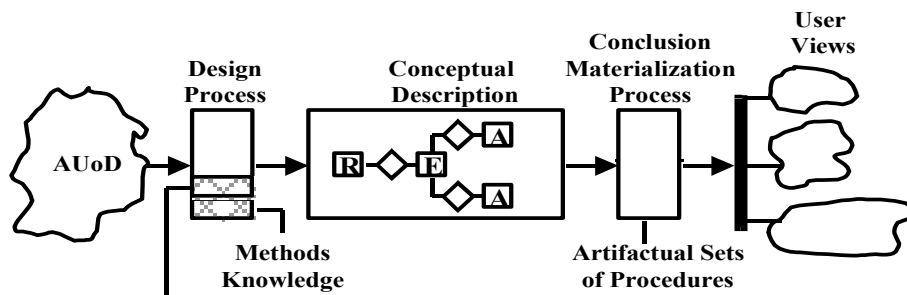 User
Views
Conclusion
Materialization
Process
Design
Process
Conceptual
Description
AUoD
R
E
A
A
Methods
Knowledge
Artifactual Sets
of Procedures